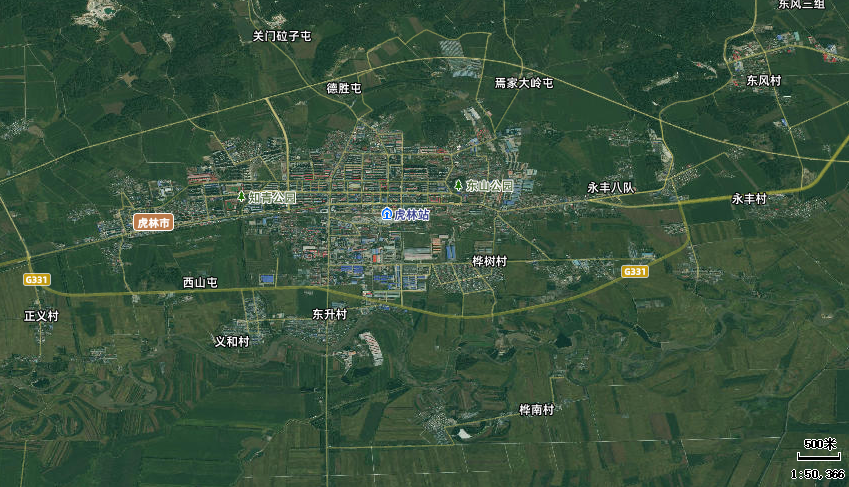 东风三组
关门砬子屯
东风村
焉家大岭屯
德胜屯
永丰八队
东山公园
知青公园
永丰村
虎林市
虎林站
桦树村
G331
G331
西山屯
正义村
东升村
义和村
桦南村
500米
1:50,366